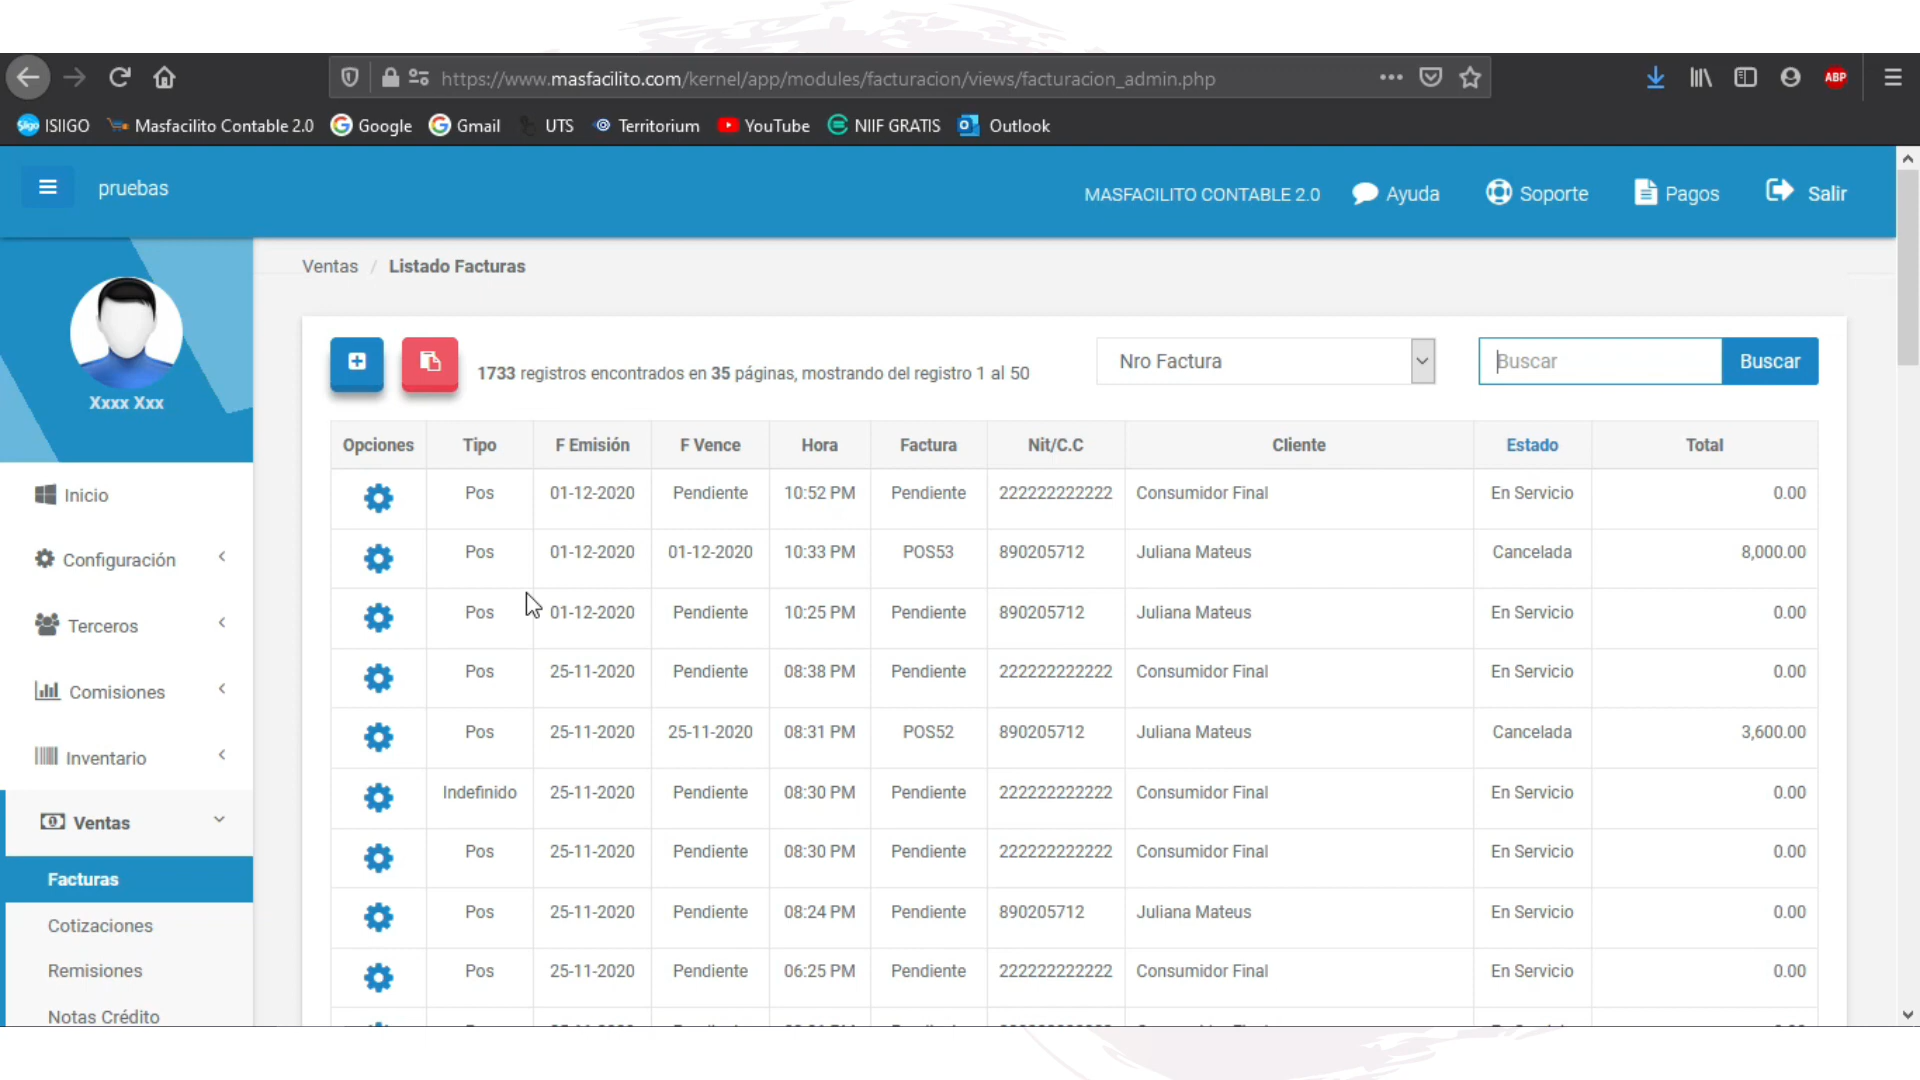 https://www.masfacilito.com/kernel/app/modules/facturacion/views/facturacion_admin.php
ABP
Sigo ISIIGO Masfacilito Contable 2.0 Google Gmail UTS Territorium YouTube NIIF GRATIS Outlook
pruebas MASFACILITO CONTABLE 2.0 Ayuda Soporte Pagos Salir
Xxxx Xxx
Inicio
Configuración
Terceros
Comisiones
Inventario
Ventas
Facturas
Cotizaciones
Remisiones
Notas Crédito
Ventas / Listado Facturas
1733 registros encontrados en 35 páginas, mostrando del registro 1 al 50 Nro Factura Buscar Buscar
Opciones Tipo F Emisión F Vence Hora Factura Nit/C.C Cliente Estado Total
Pos 01-12-2020 Pendiente 10:52 PM Pendiente 222222222222 Consumidor Final En Servicio 0.00
Pos 01-12-2020 01-12-2020 10:33 PM POS53 890205712 Juliana Mateus Cancelada 8,000.00
Pos 01-12-2020 Pendiente 10:25 PM Pendiente 890205712 Juliana Mateus En Servicio 0.00
Pos 25-11-2020 Pendiente 08:38 PM Pendiente 222222222222 Consumidor Final En Servicio 0.00
Pos 25-11-2020 25-11-2020 08:31 PM POS52 890205712 Juliana Mateus Cancelada 3,600.00
Indefinido 25-11-2020 Pendiente 08:30 PM Pendiente 222222222222 Consumidor Final En Servicio 0.00
Pos 25-11-2020 Pendiente 08:30 PM Pendiente 222222222222 Consumidor Final En Servicio 0.00
Pos 25-11-2020 Pendiente 08:24 PM Pendiente 890205712 Juliana Mateus En Servicio 0.00
Pos 25-11-2020 Pendiente 06:25 PM Pendiente 222222222222 Consumidor Final En Servicio 0.00